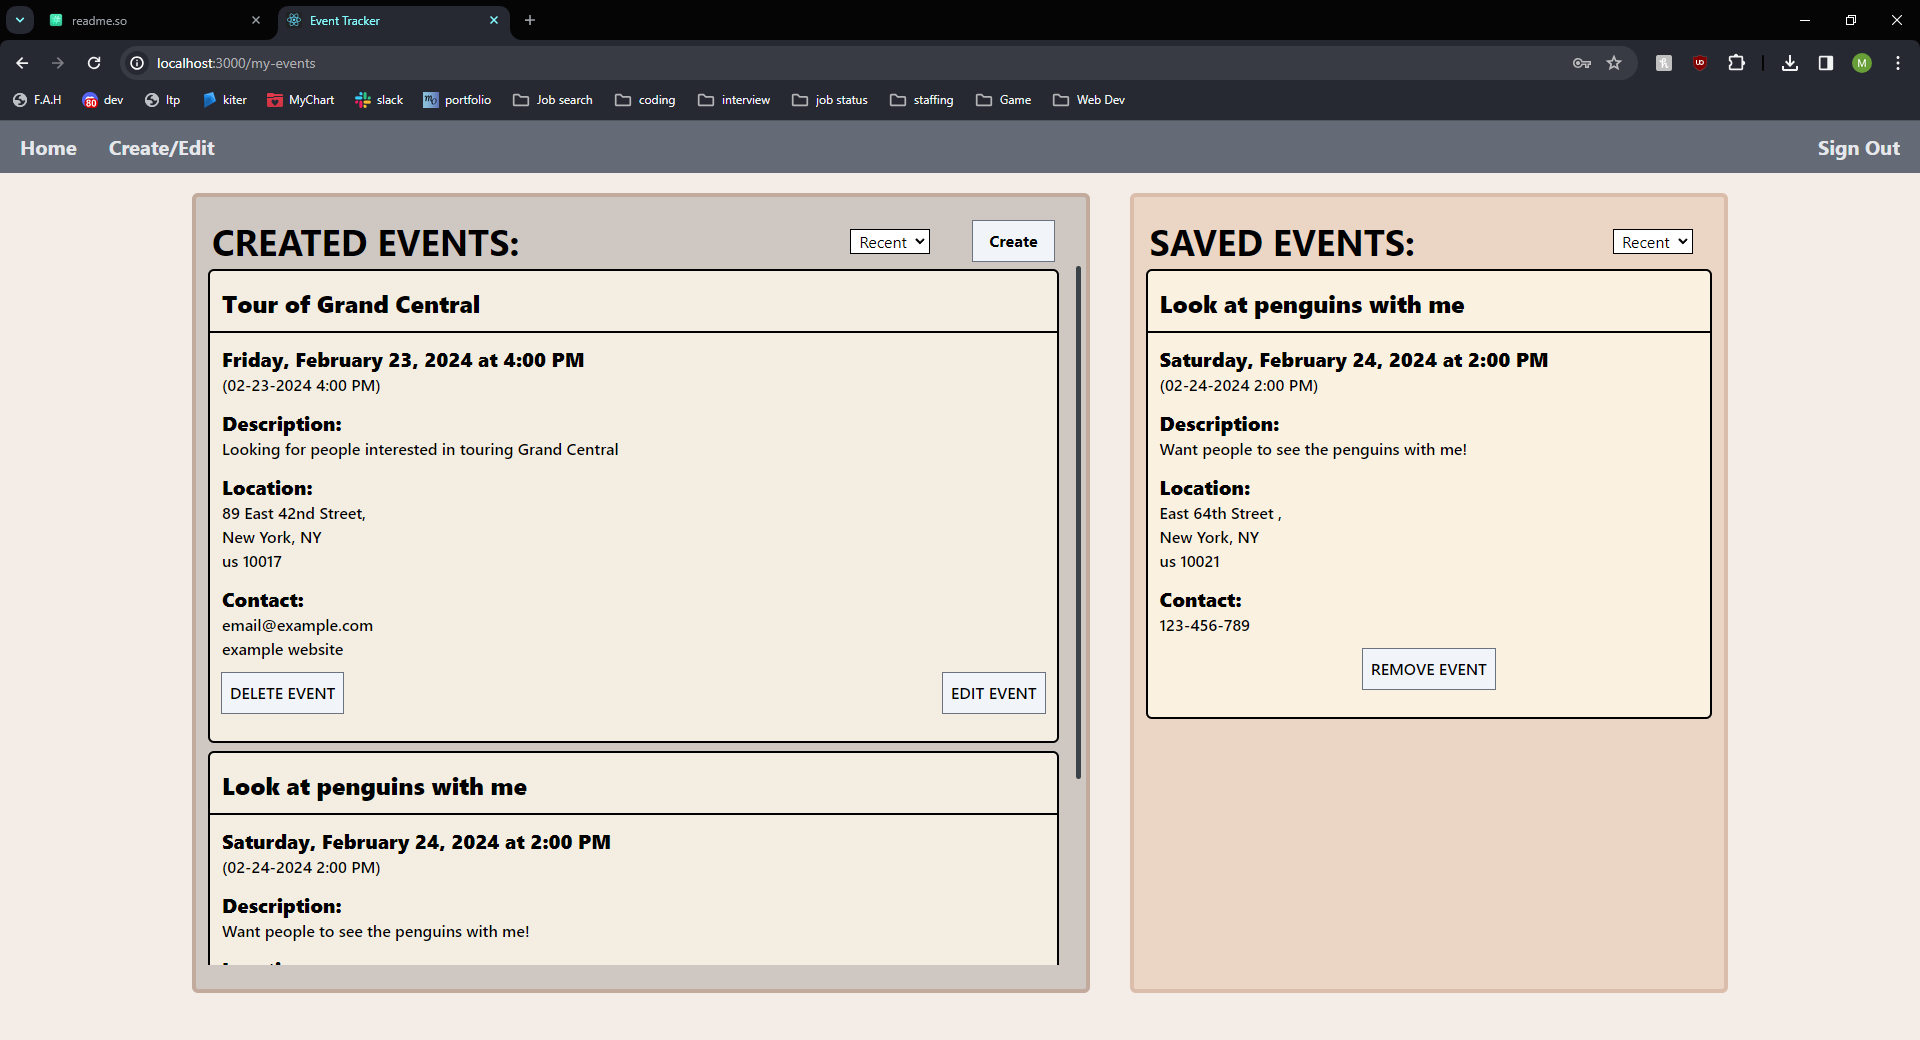 readme.so
Event Tracker
localhost:3000/my-events
M
F.A.H
dev
ltp
kiter
MyChart
slack
portfolio
Job search
coding
interview
job status
staffing
Game
Web Dev
Home
Create/Edit
Sign Out
CREATED EVENTS:
Recent
Create
Tour of Grand Central
Friday, February 23, 2024 at 4:00 PM
(02-23-2024 4:00 PM)
Description:
Looking for people interested in touring Grand Central
Location:
89 East 42nd Street,
New York, NY
us 10017
Contact:
email@example.com
example website
DELETE EVENT
EDIT EVENT
Look at penguins with me
Saturday, February 24, 2024 at 2:00 PM
(02-24-2024 2:00 PM)
Description:
Want people to see the penguins with me!
SAVED EVENTS:
Recent
Look at penguins with me
Saturday, February 24, 2024 at 2:00 PM
(02-24-2024 2:00 PM)
Description:
Want people to see the penguins with me!
Location:
East 64th Street ,
New York, NY
us 10021
Contact:
123-456-789
REMOVE EVENT